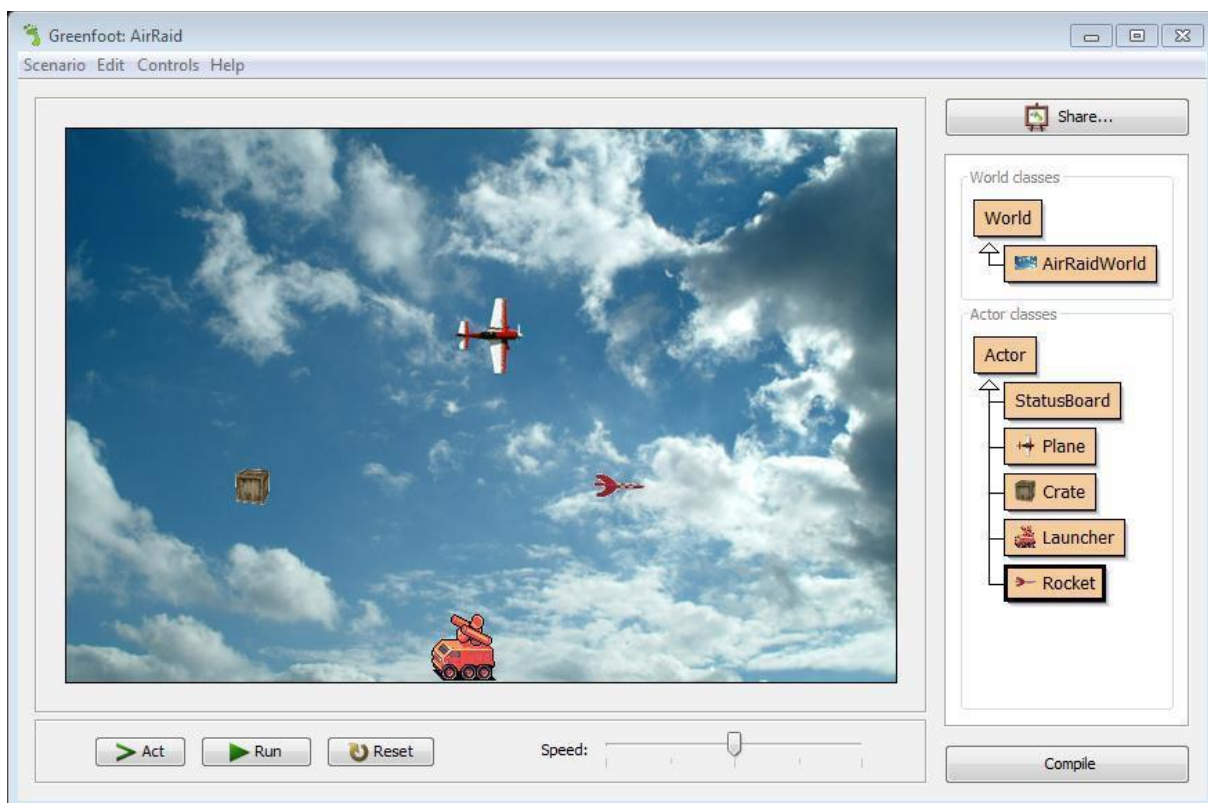 Greenfoot: AirRaid
Scenario Edit Controls Help
Share...
World classes
World
AirRaidWorld
Actor classes
Actor
StatusBoard
Plane
Crate
Launcher
Rocket
Act Run Reset Speed:
Compile